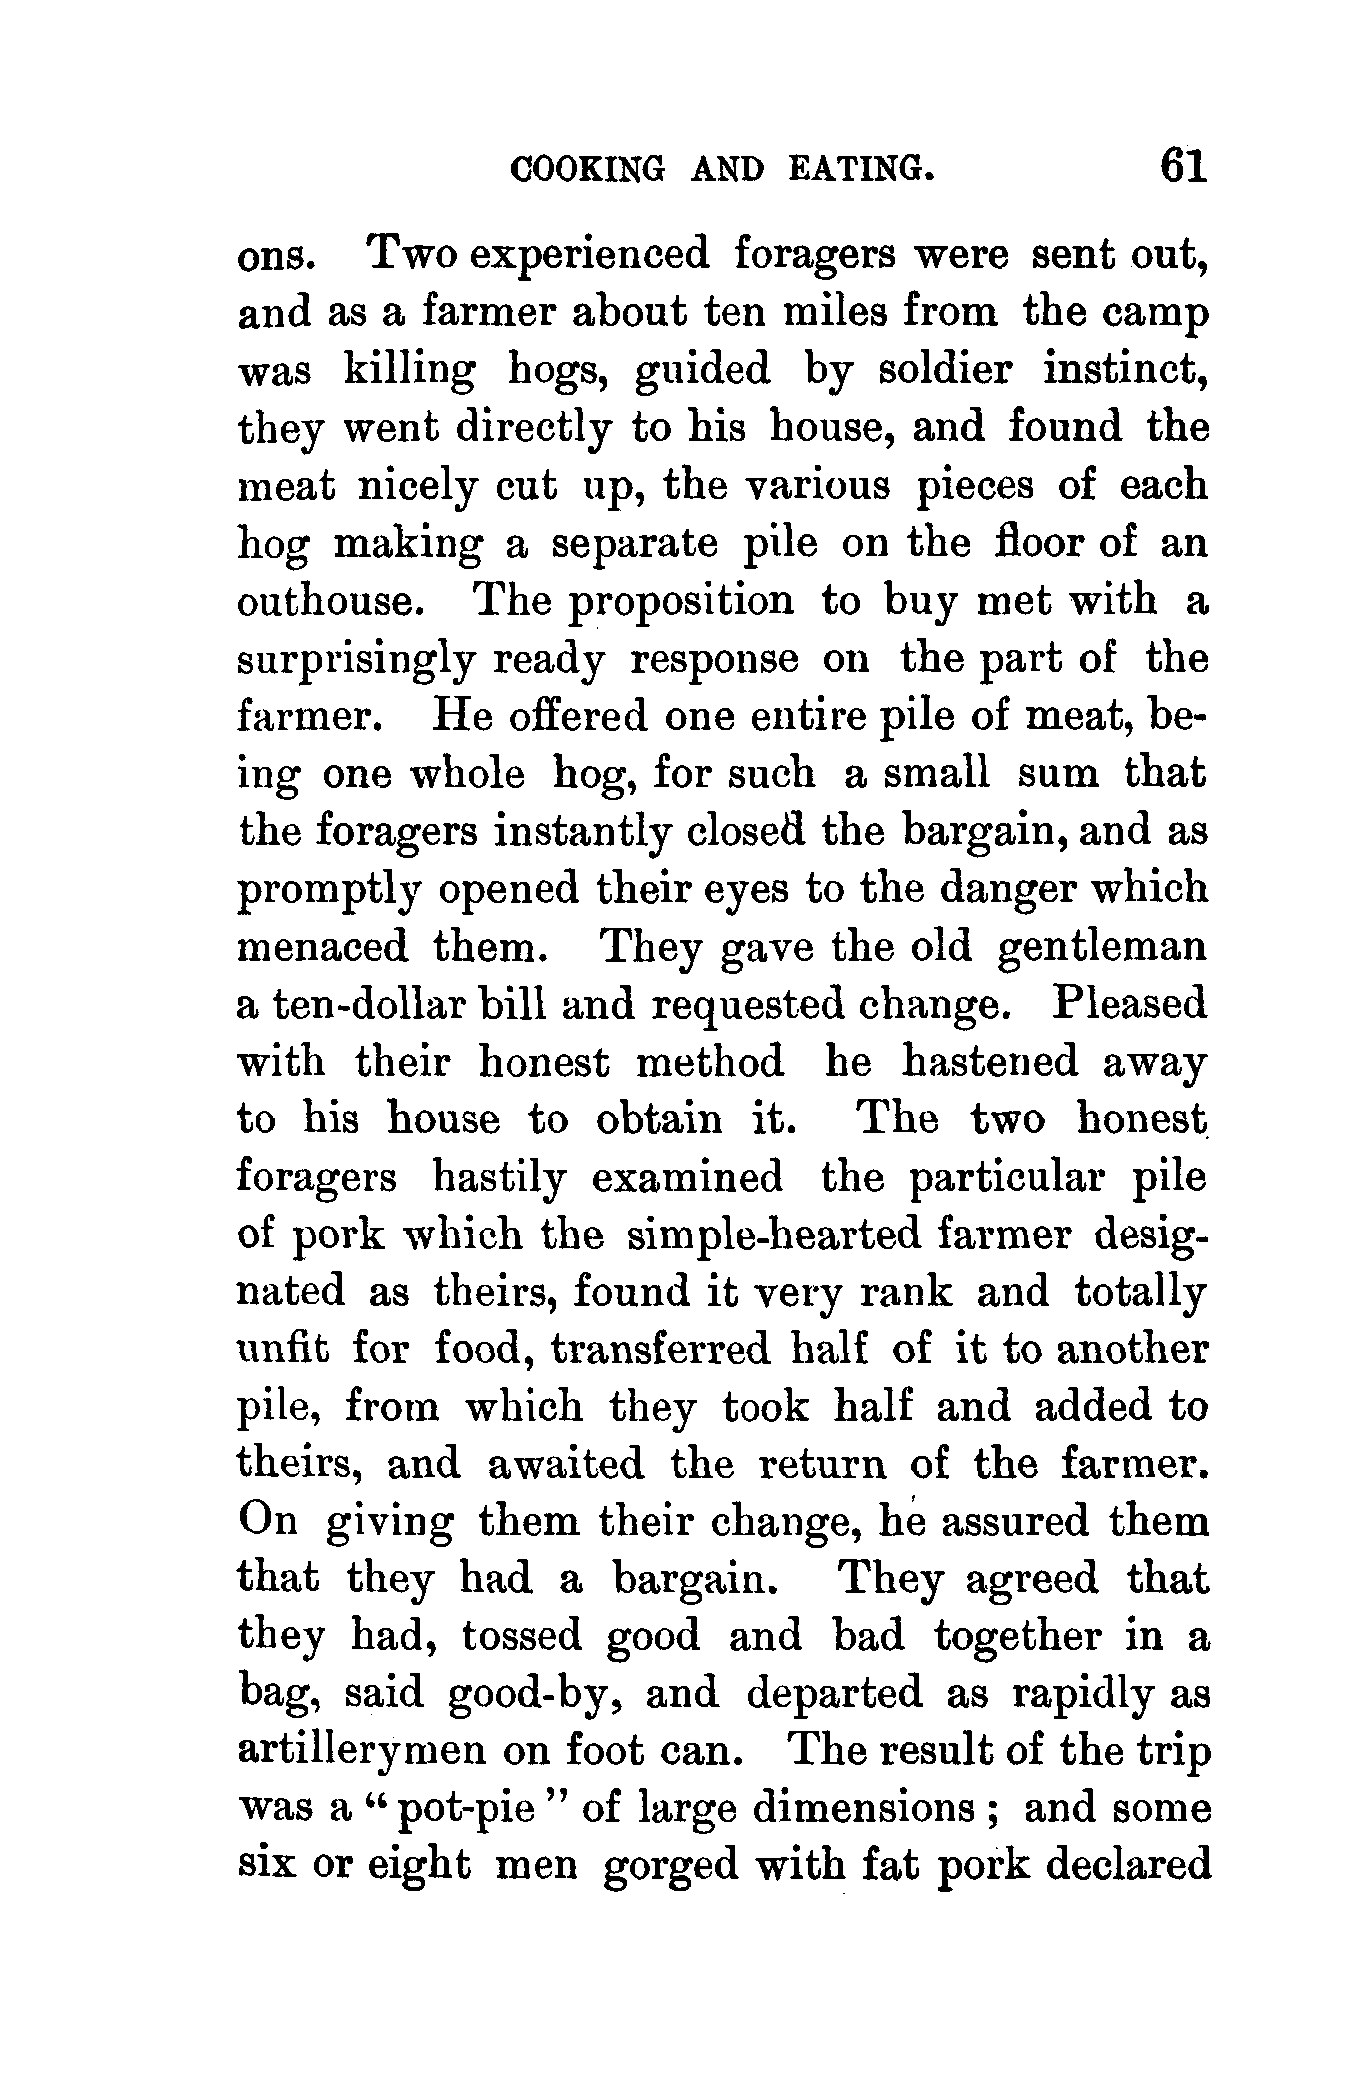 COOKING AND EATING. 61
ons. Two experienced foragers were sent out,
and as a farmer about ten miles from the camp
was killing hogs, guided by soldier instinct,
they went directly to his house, and found the
meat nicely cut up, the various pieces of each
hog making a separate pile on the floor of an
outhouse. The proposition to buy met with a
surprisingly ready response on the part of the
farmer. He offered one entire pile of meat, be-
ing one whole hog, for such a small sum that
the foragers instantly closed the bargain, and as
promptly opened their eyes to the danger which
menaced them. They gave the old gentleman
a ten-dollar bill and requested change. Pleased
with their honest method he hastened away
to his house to obtain it. The two honest
foragers hastily examined the particular pile
of pork which the simple-hearted farmer desig-
nated as theirs, found it very rank and totally
unfit for food, transferred half of it to another
pile, from which they took half and added to
theirs, and awaited the return of the farmer.
On giving them their change, he assured them
that they had a bargain. They agreed that
they had, tossed good and bad together in a
bag, said good-by, and departed as rapidly as
artillerymen on foot can. The result of the trip
was a “ pot-pie ” of large dimensions ; and some
six or eight men gorged with fat pork declared